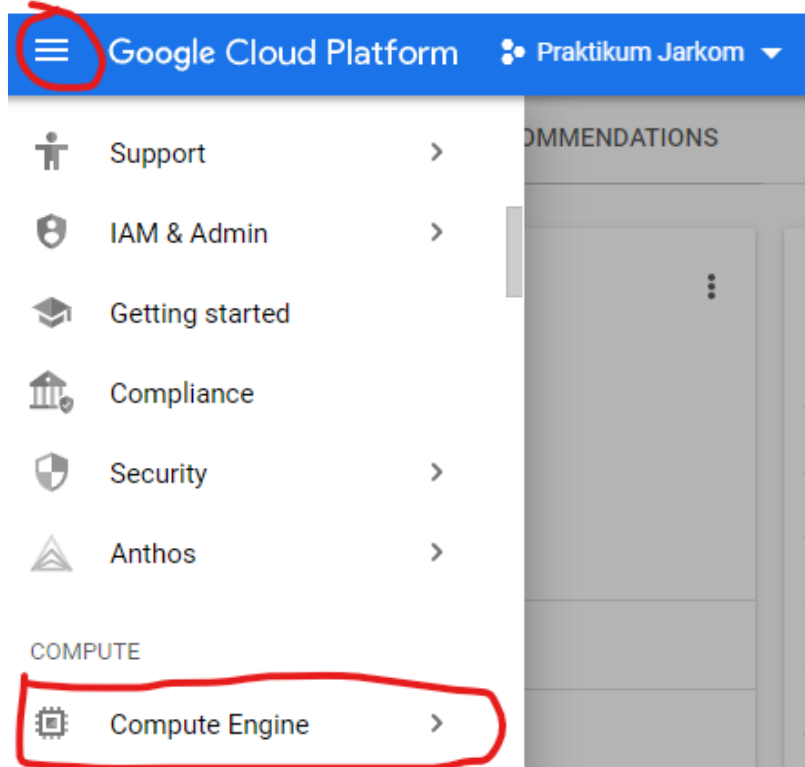 Google Cloud Platform Praktikum Jarkom
OMMENDATIONS
Support
IAM & Admin
Getting started
Compliance
Security
Anthos
COMPUTE
Compute Engine